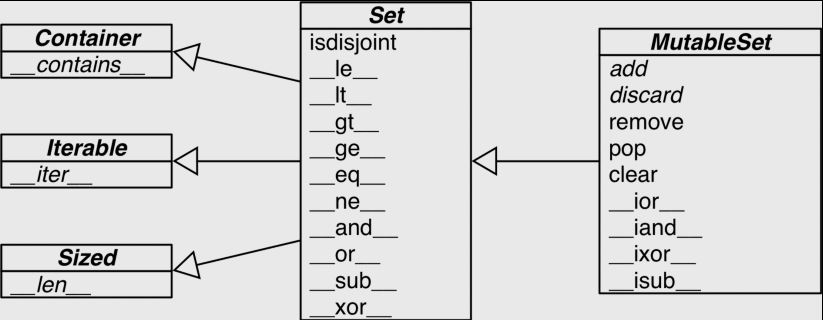 Container
__contains__
Iterable
__iter__
Sized
__len__
Set
isdisjoint
__le__
__lt__
__gt__
__ge__
__eq__
__ne__
__and__
__or__
__sub__
__xor__
MutableSet
add
discard
remove
pop
clear
__ior__
__iand__
__ixor__
__isub__